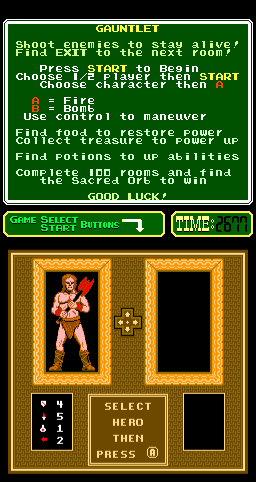 GAUNTLET
Shoot enemies to stay alive!
Find EXIT to the next room!
Press START to Begin
Choose 1/2 player then START
Choose character then A
A = Fire
B = Bomb
Use control to maneuver
Find food to restore power
Collect treasure to power up
Find potions to up abilities
Complete 100 rooms and find
the Sacred Orb to win
GOOD LUCK!
GAME SELECT
START BUTTONS
TIME:2677
4
5
1
2
SELECT
HERO
THEN
PRESS A